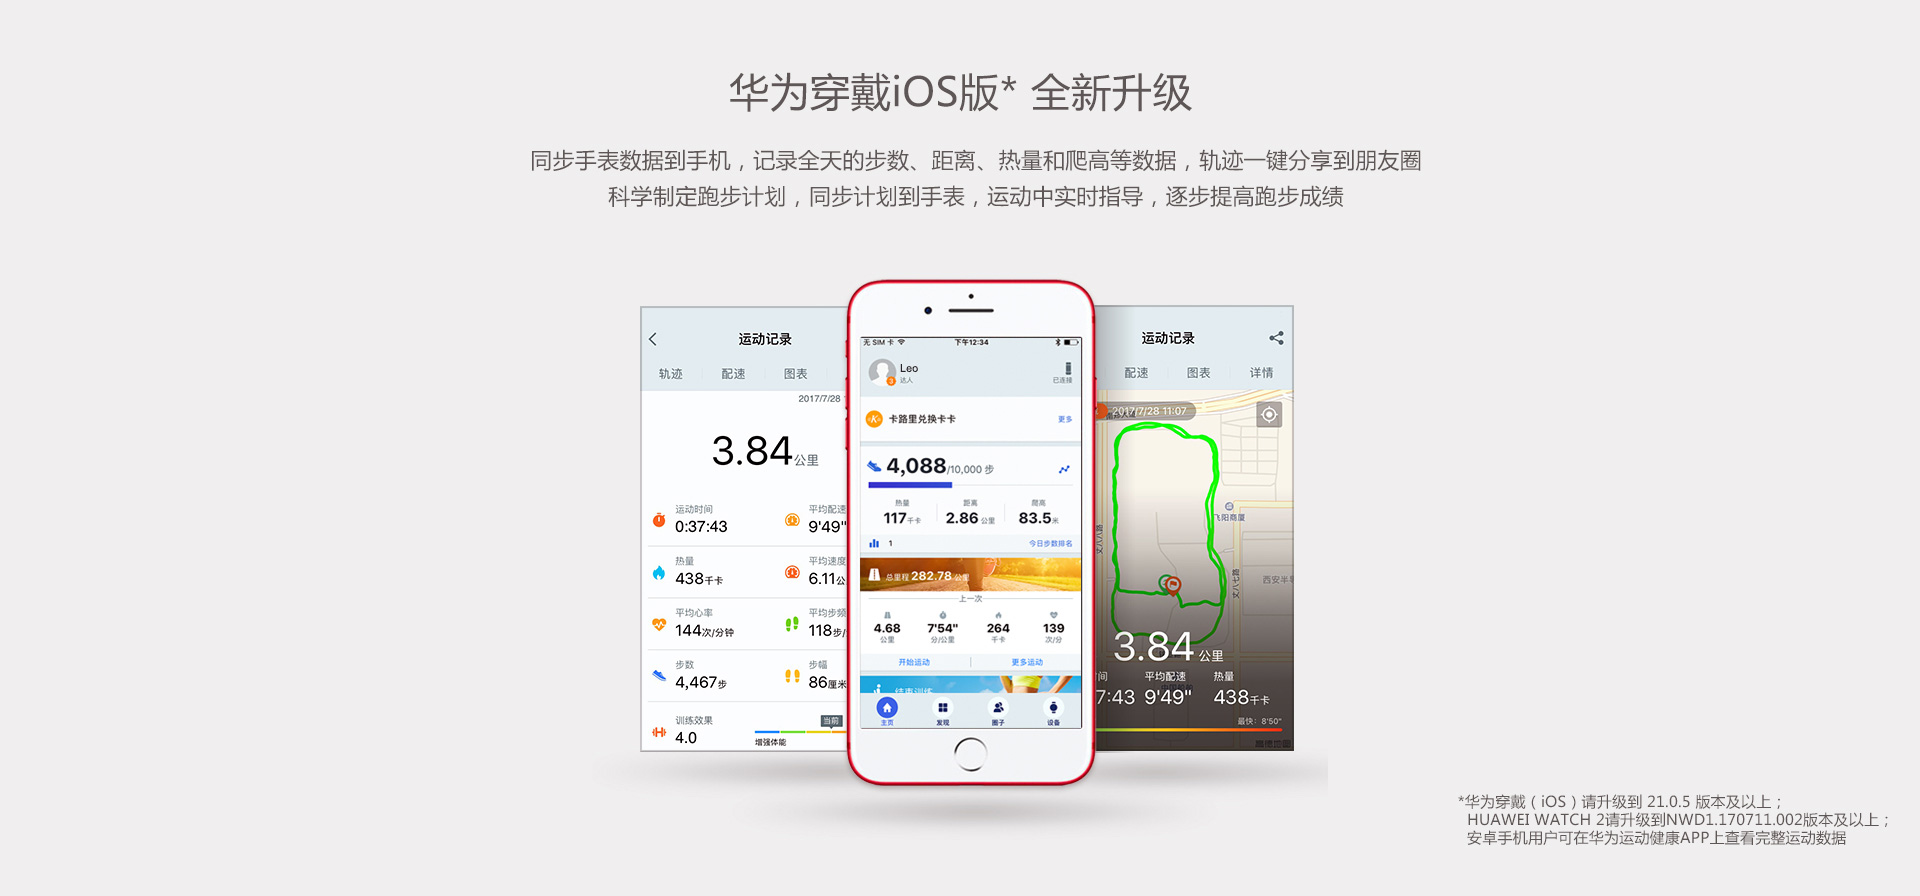 华为穿戴iOS版* 全新升级
同步手表数据到手机，记录全天的步数、距离、热量和爬高等数据，轨迹一键分享到朋友圈
科学制定跑步计划，同步计划到手表，运动中实时指导，逐步提高跑步成绩
运动记录
轨迹 配速 图表
2017/7/28
3.84公里
运动时间 平均配速
0:37:43 9'49"
热量 平均速度
438千卡 6.11公
平均心率 平均步频
144次/分钟 118步/
步数 步幅
4,467步 86厘米
训练效果 当前
4.0
增强体能
无 SIM 卡 下午12:34
Leo
3 达人 已连接
K 卡路里兑换卡卡 更多
4,088/10,000 步
热量 距离 爬高
117千卡 2.86公里 83.5米
1 今日步数排名
总里程 282.78 公里
上一次
4.68 7'54" 264 139
公里 分/公里 千卡 次/分
开始运动 更多运动
主页 发现 圈子 设备
运动记录
配速 图表 详情
2017/7/28 11:07
飞阳商厦
丈八八路
丈八七路
西安半
3.84公里
间 平均配速 热量
7:43 9'49" 438千卡
最快：8'50"
高德地图
*华为穿戴（iOS）请升级到 21.0.5 版本及以上；
HUAWEI WATCH 2请升级到NWD1.170711.002版本及以上；
安卓手机用户可在华为运动健康APP上查看完整运动数据